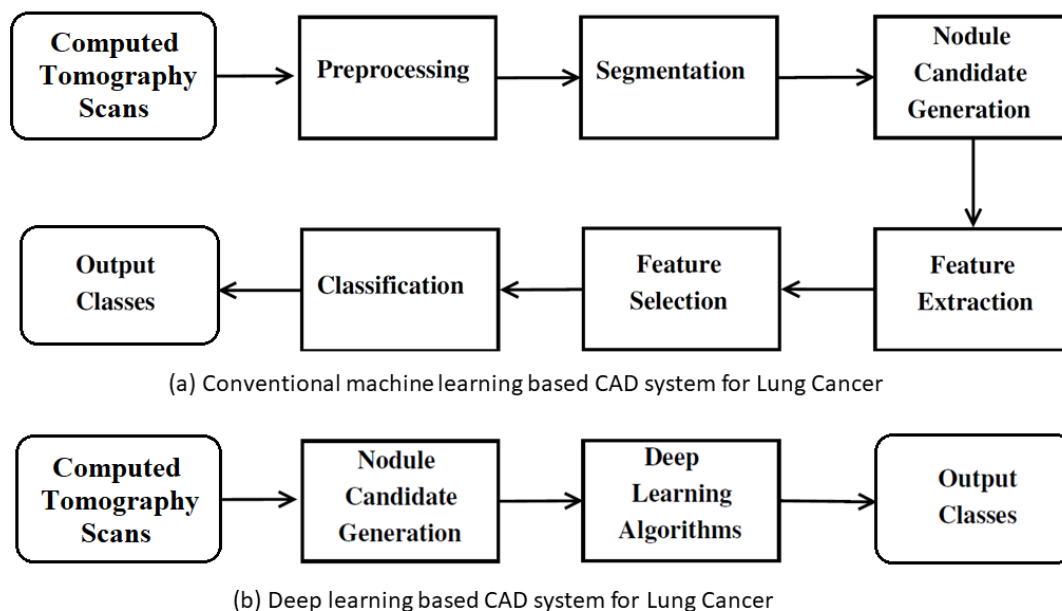 Computed
Tomography
Scans
Preprocessing
Segmentation
Nodule
Candidate
Generation
Feature
Extraction
Feature
Selection
Classification
Output
Classes
(a) Conventional machine learning based CAD system for Lung Cancer
Computed
Tomography
Scans
Nodule
Candidate
Generation
Deep
Learning
Algorithms
Output
Classes
(b) Deep learning based CAD system for Lung Cancer